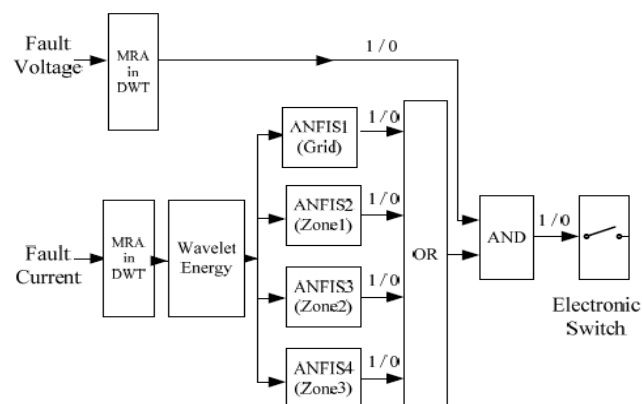 Fault
Voltage
MRA
in
DWT
1 / 0
ANFIS1
(Grid)
1 / 0
ANFIS2
(Zone1)
1 / 0
Fault
Current
MRA
in
DWT
Wavelet
Energy
ANFIS3
(Zone2)
1 / 0
ANFIS4
(Zone3)
1 / 0
OR
AND
1 / 0
Electronic
Switch